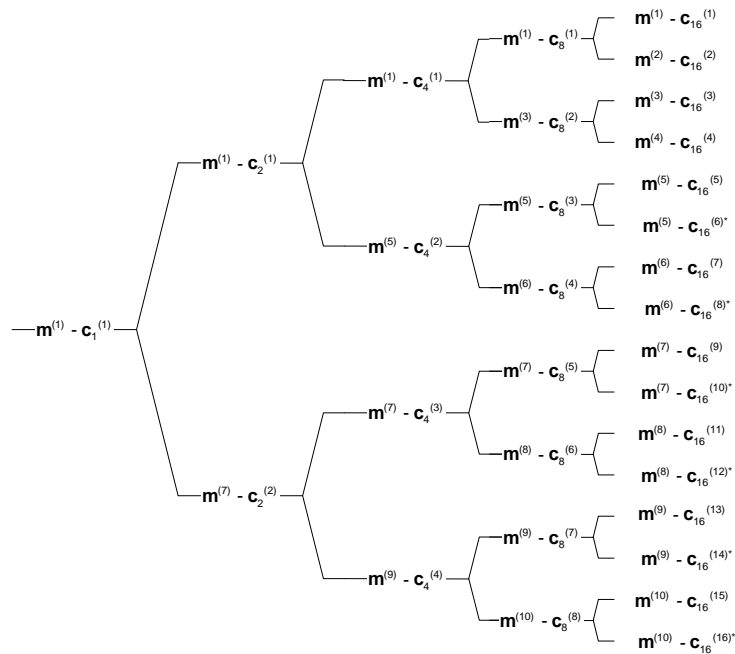 m(1) - c1(1)
m(1) - c2(1)
m(7) - c2(2)
m(1) - c4(1)
m(5) - c4(2)
m(7) - c4(3)
m(9) - c4(4)
m(1) - c8(1)
m(3) - c8(2)
m(5) - c8(3)
m(6) - c8(4)
m(7) - c8(5)
m(8) - c8(6)
m(9) - c8(7)
m(10) - c8(8)
m(1) - c16(1)
m(2) - c16(2)
m(3) - c16(3)
m(4) - c16(4)
m(5) - c16(5)
m(5) - c16(6)*
m(6) - c16(7)
m(6) - c16(8)*
m(7) - c16(9)
m(7) - c16(10)*
m(8) - c16(11)
m(8) - c16(12)*
m(9) - c16(13)
m(9) - c16(14)*
m(10) - c16(15)
m(10) - c16(16)*